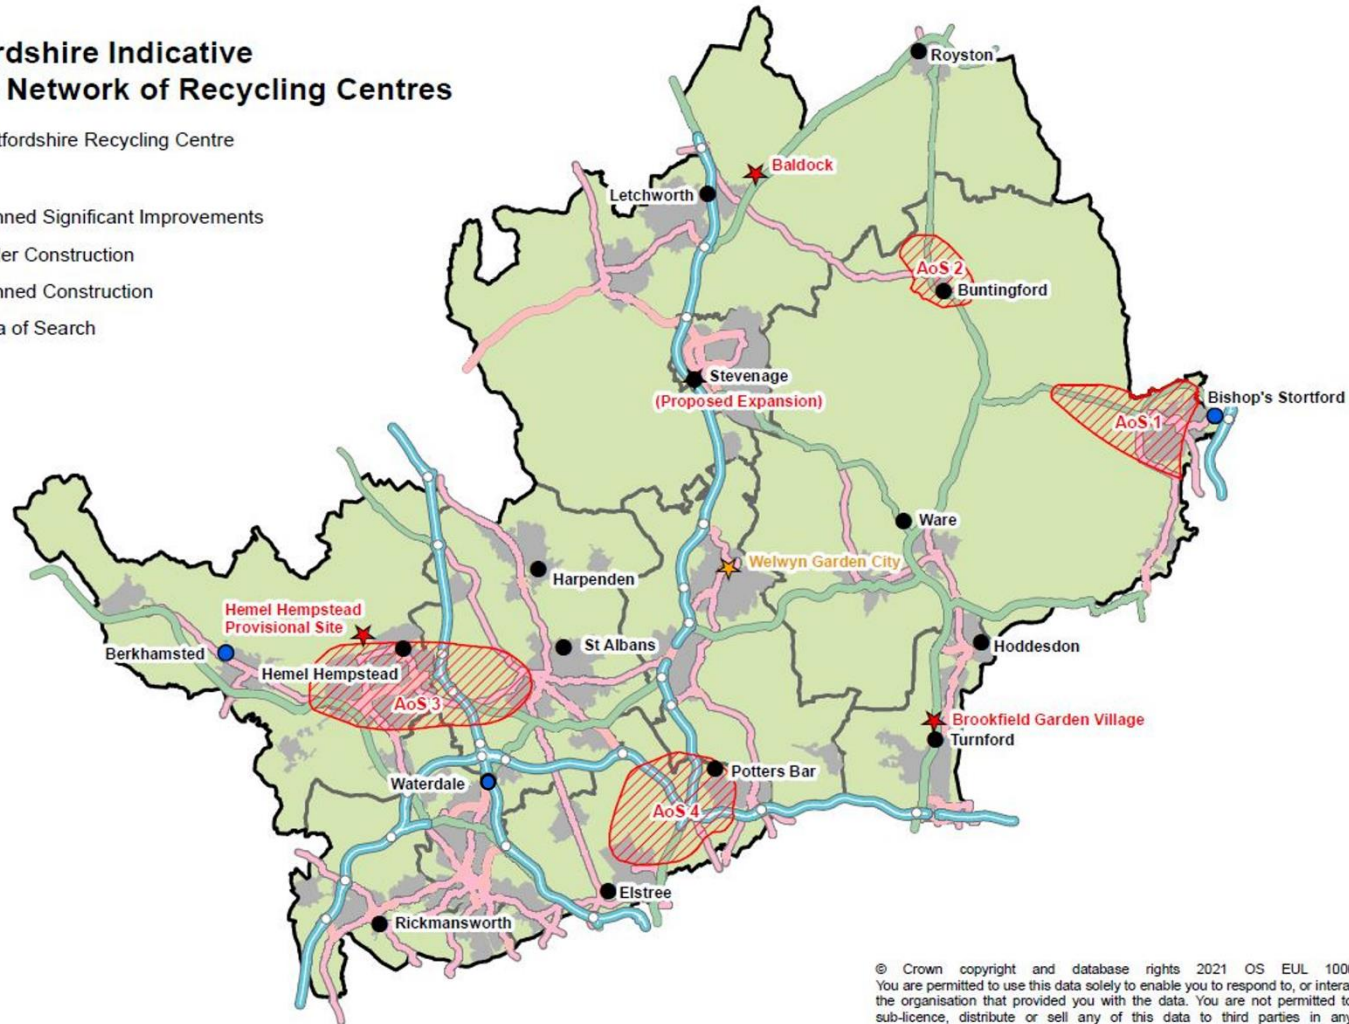 rdshire Indicative
Network of Recycling Centres
tfordshire Recycling Centre
nned Significant Improvements
er Construction
nned Construction
a of Search
Royston
Baldock
Letchworth
AoS 2
Buntingford
Stevenage
(Proposed Expansion)
Bishop's Stortford
AoS 1
Ware
Welwyn Garden City
Harpenden
Hemel Hempstead
Provisional Site
Berkhamsted
St Albans
Hoddesdon
Hemel Hempstead
AoS 3
Brookfield Garden Village
Turnford
Potters Bar
Waterdale
AoS 4
Elstree
Rickmansworth
© Crown copyright and database rights 2021 OS EUL 100
You are permitted to use this data solely to enable you to respond to, or intera
the organisation that provided you with the data. You are not permitted to
sub-licence, distribute or sell any of this data to third parties in any